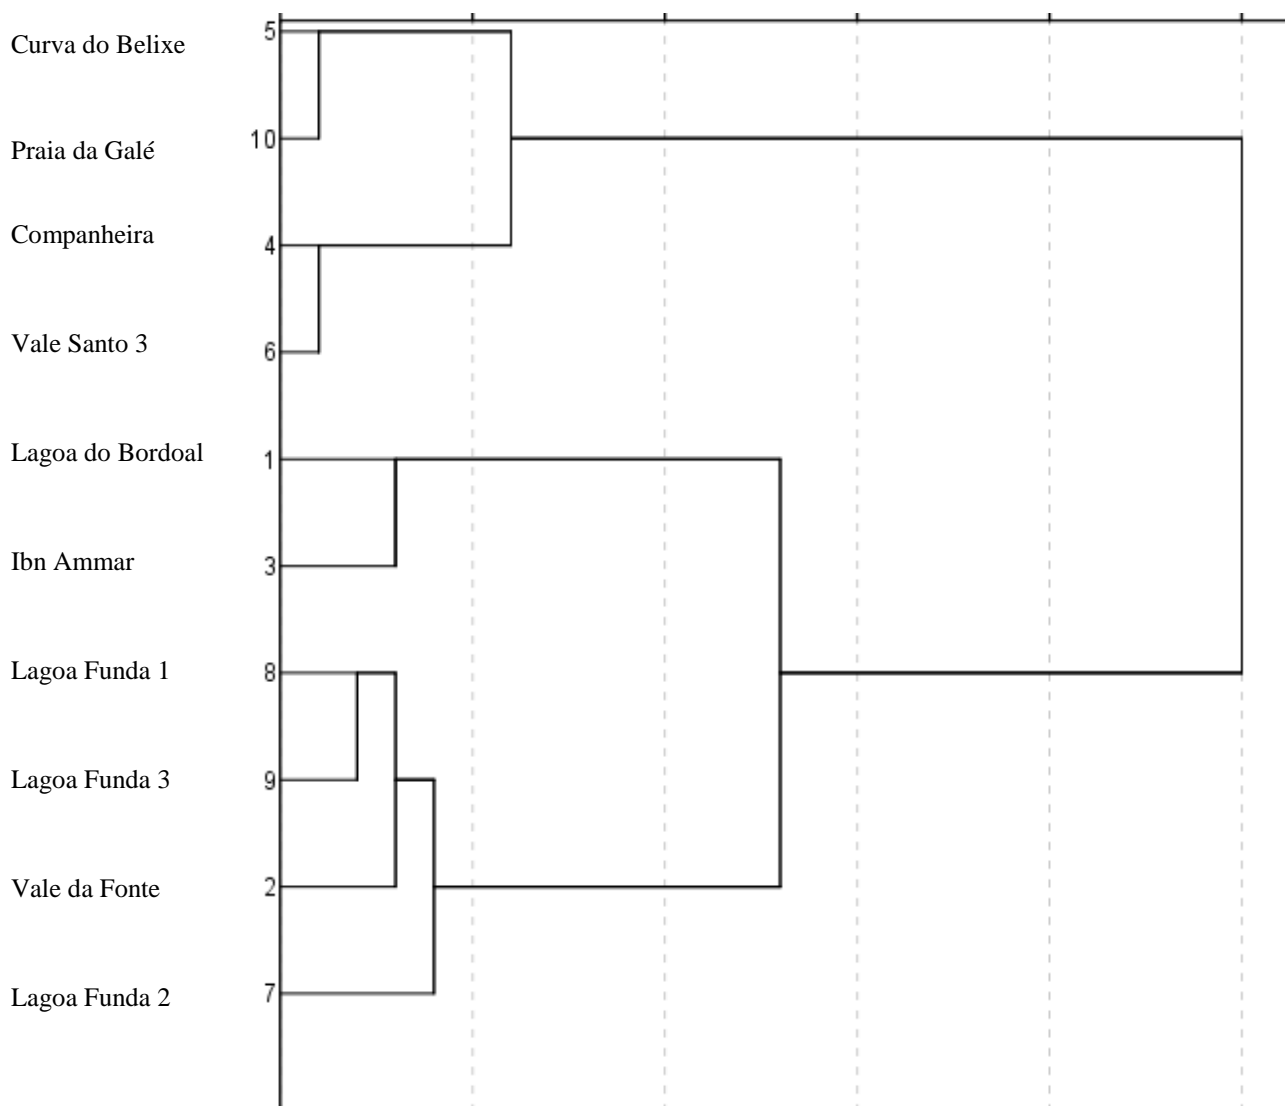 Curva do Belixe 5
Praia da Galé 10
Companheira 4
Vale Santo 3 6
Lagoa do Bordoal 1
Ibn Ammar 3
Lagoa Funda 1 8
Lagoa Funda 3 9
Vale da Fonte 2
Lagoa Funda 2 7